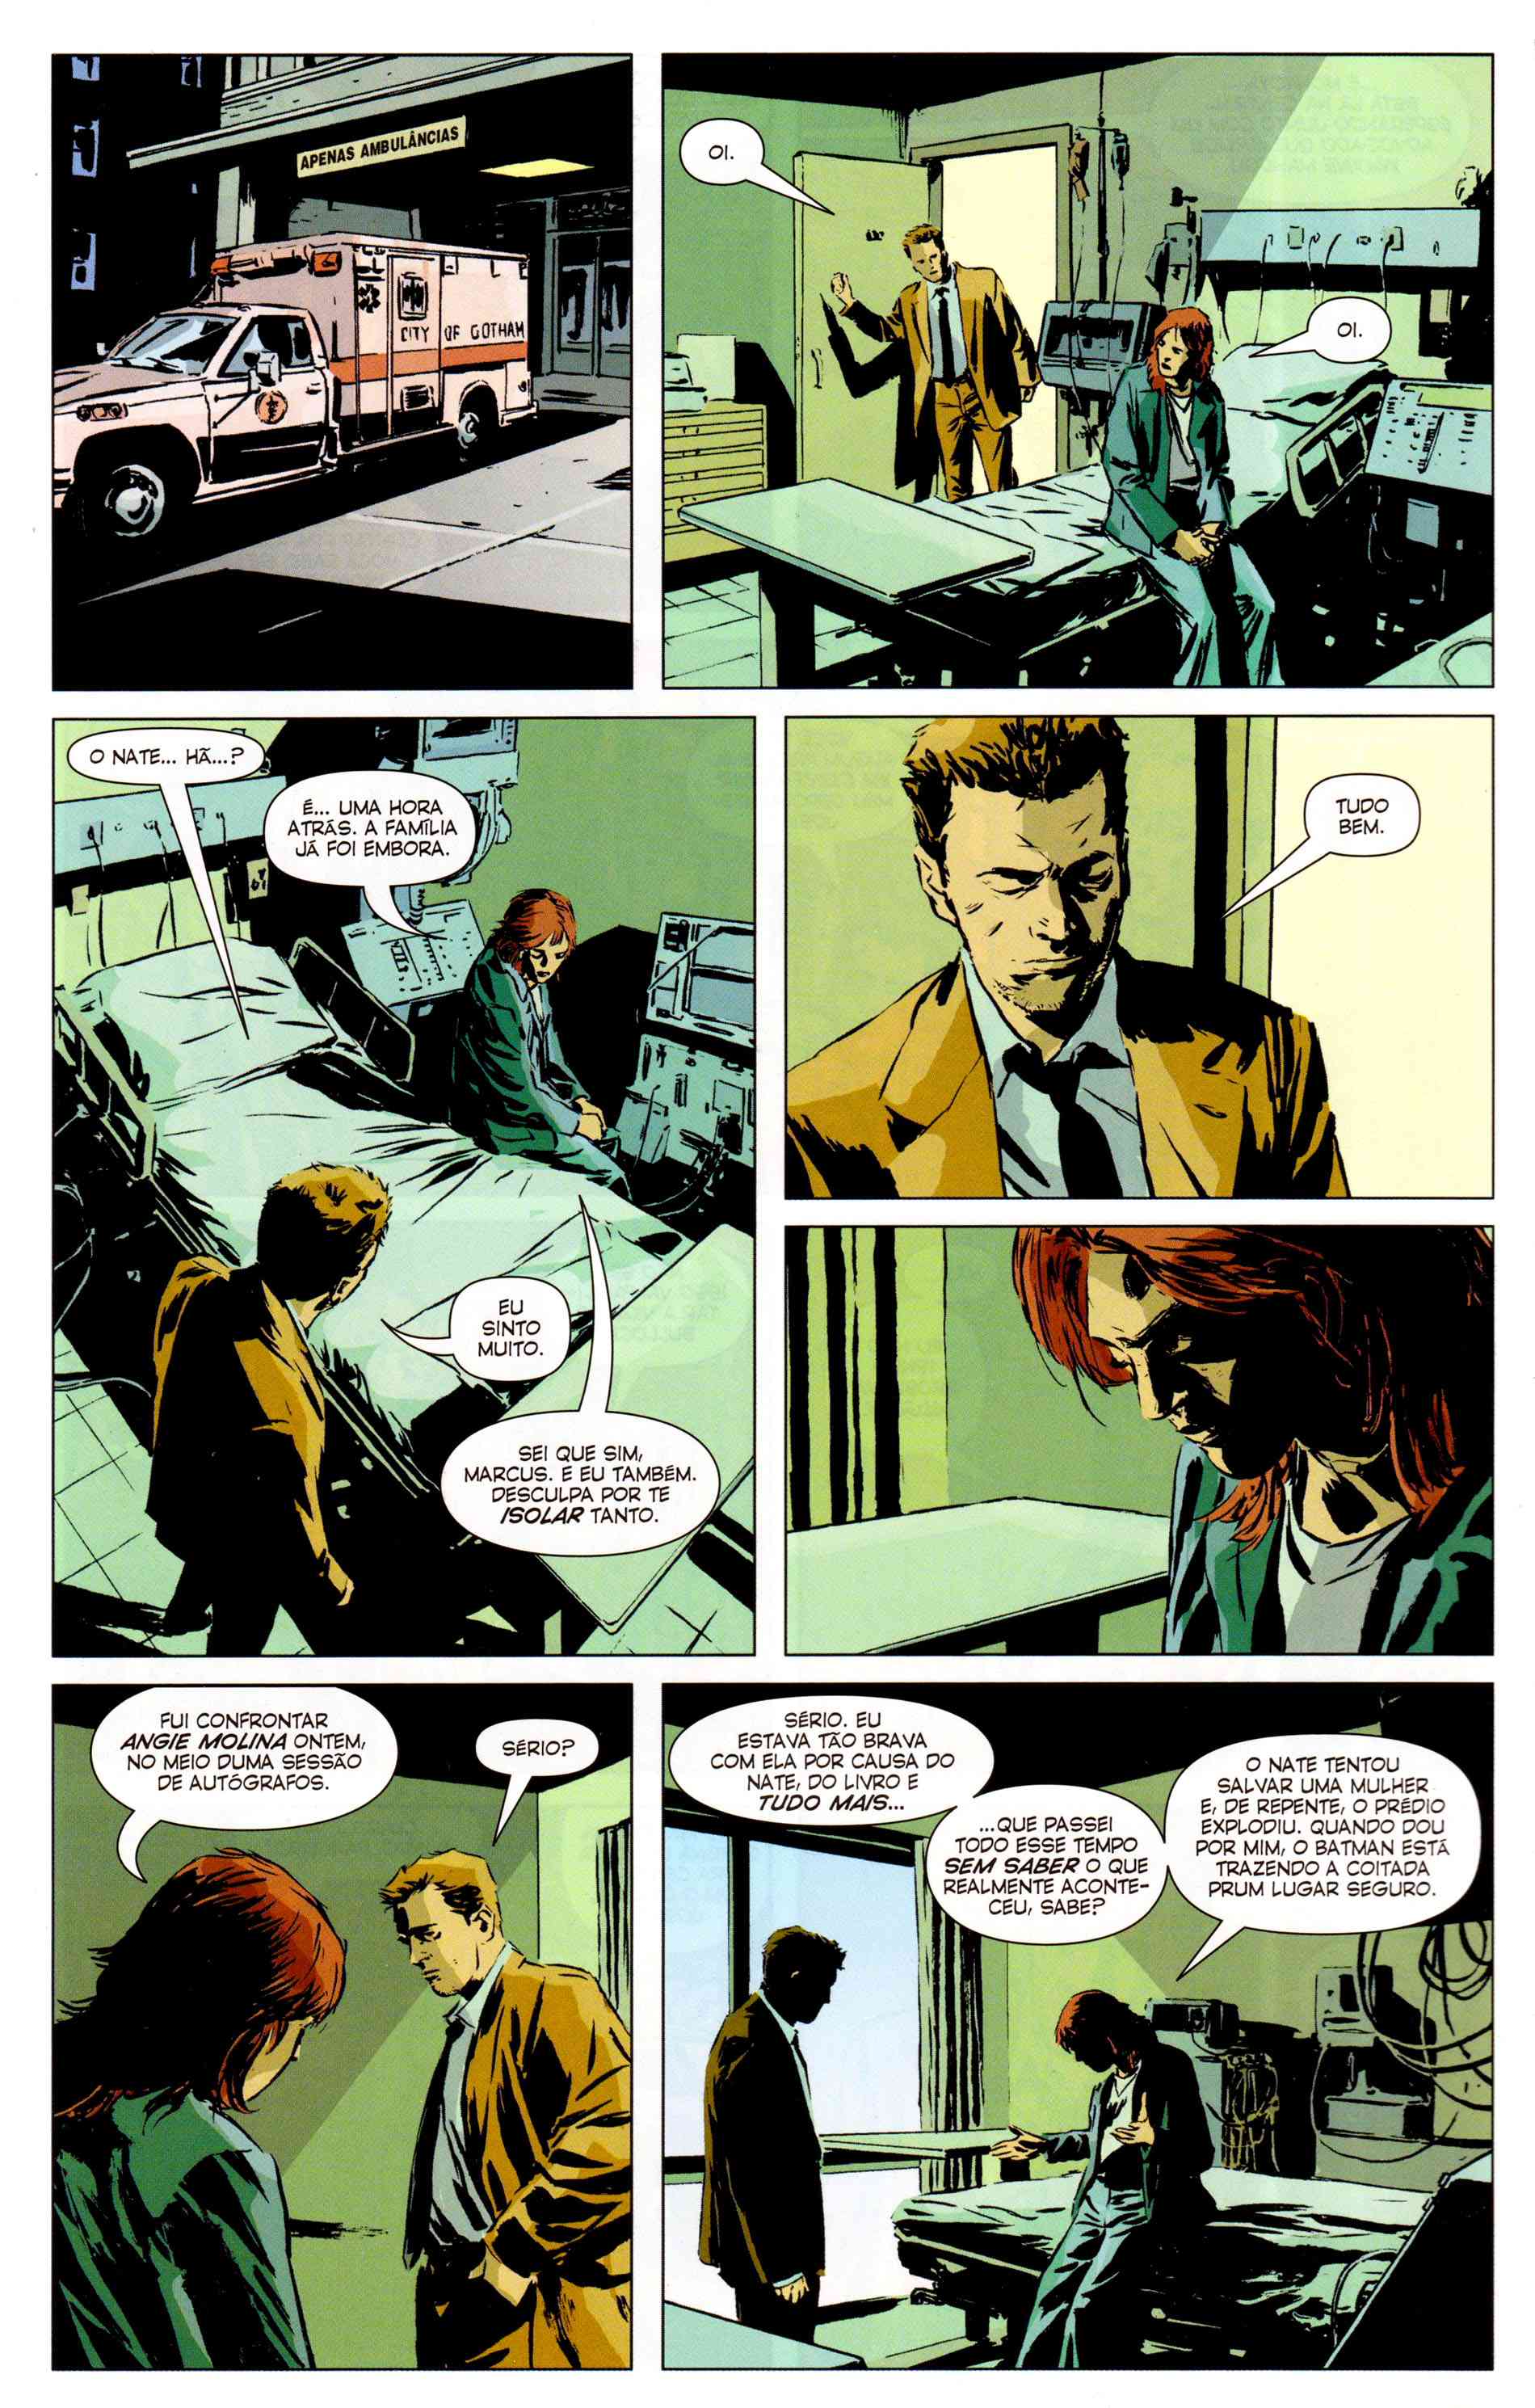 APENAS AMBULÂNCIAS
CITY OF GOTHAM
OI.
OI.
O NATE... HÃ...?
É... UMA HORA
ATRÁS. A FAMÍLIA
JÁ FOI EMBORA.
EU
SINTO
MUITO.
SEI QUE SIM,
MARCUS. E EU TAMBÉM.
DESCULPA POR TE
ISOLAR TANTO.
TUDO
BEM.
FUI CONFRONTAR
ANGIE MOLINA ONTEM,
NO MEIO DUMA SESSÃO
DE AUTÓGRAFOS.
SÉRIO?
SÉRIO. EU
ESTAVA TÃO BRAVA
COM ELA POR CAUSA DO
NATE, DO LIVRO E
TUDO MAIS...
...QUE PASSEI
TODO ESSE TEMPO
SEM SABER O QUE
REALMENTE ACONTE-
CEU, SABE?
O NATE TENTOU
SALVAR UMA MULHER
E, DE REPENTE, O PRÉDIO
EXPLODIU. QUANDO DOU
POR MIM, O BATMAN ESTÁ
TRAZENDO A COITADA
PRUM LUGAR SEGURO.